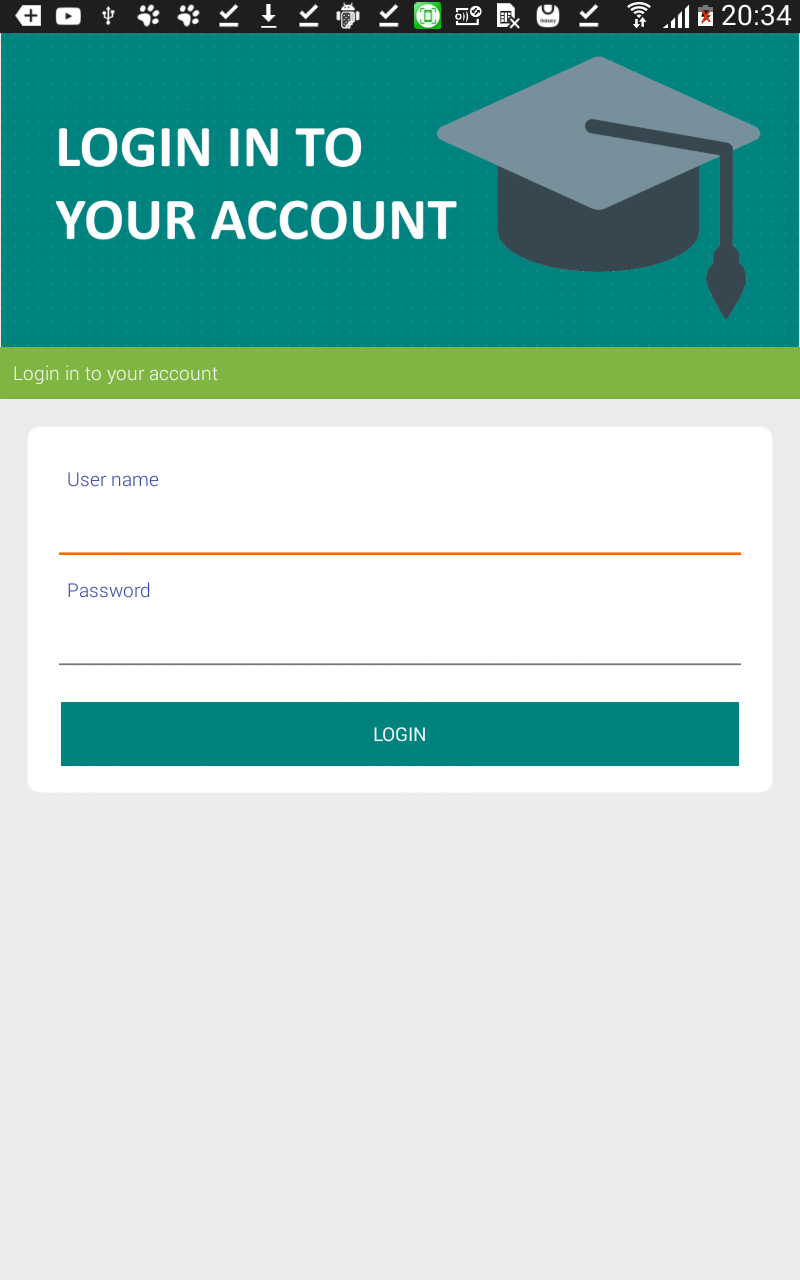 20:34
LOGIN IN TO
YOUR ACCOUNT
Login in to your account
User name
Password
LOGIN